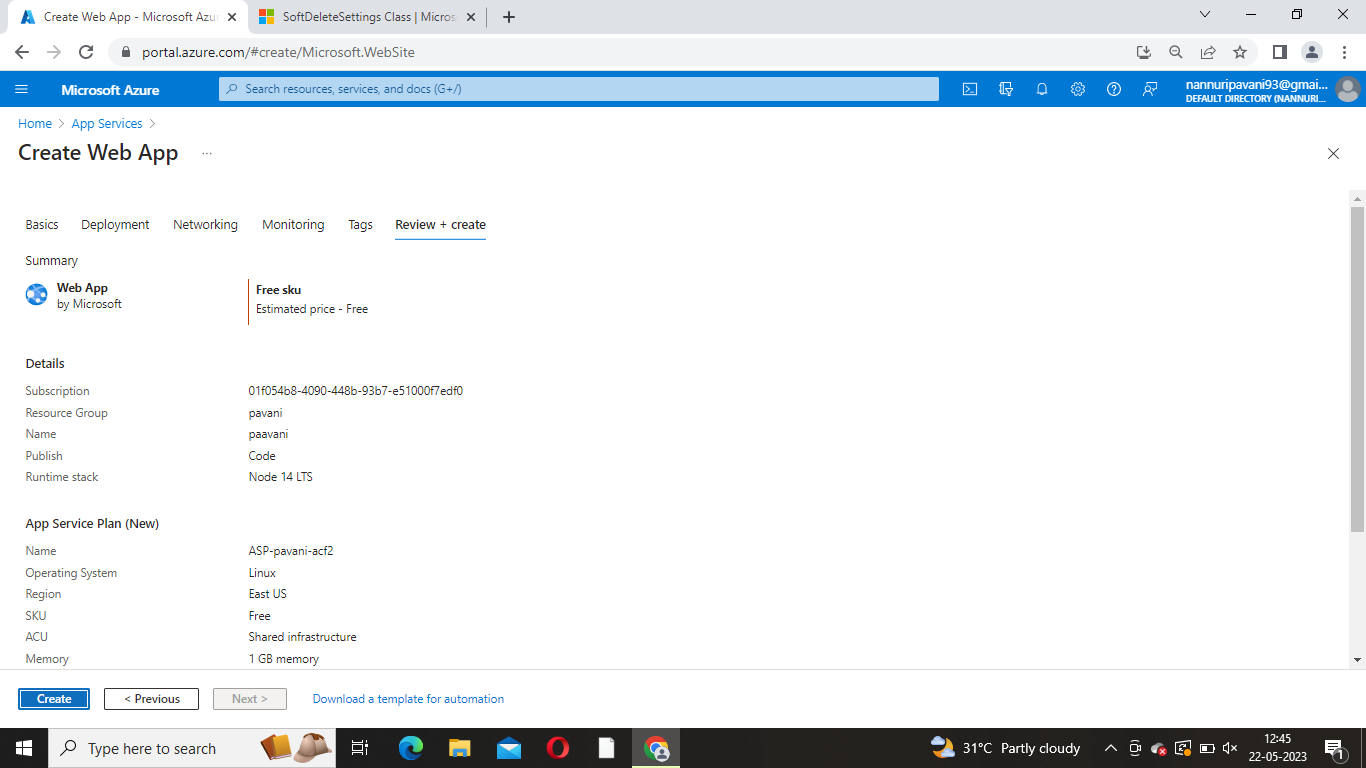 Create Web App - Microsoft Azu
SoftDeleteSettings Class | Micros
portal.azure.com/#create/Microsoft.WebSite
Microsoft Azure
Search resources, services, and docs (G+/)
nannuripavani93@gmai...
DEFAULT DIRECTORY (NANNURI...
Home > App Services >
Create Web App ...
Basics Deployment Networking Monitoring Tags Review + create
Summary
Web App
by Microsoft
Free sku
Estimated price - Free
Details
Subscription 01f054b8-4090-448b-93b7-e51000f7edf0
Resource Group pavani
Name paavani
Publish Code
Runtime stack Node 14 LTS
App Service Plan (New)
Name ASP-pavani-acf2
Operating System Linux
Region East US
SKU Free
ACU Shared infrastructure
Memory 1 GB memory
Create < Previous Next > Download a template for automation
Type here to search
31°C Partly cloudy
12:45
22-05-2023
1